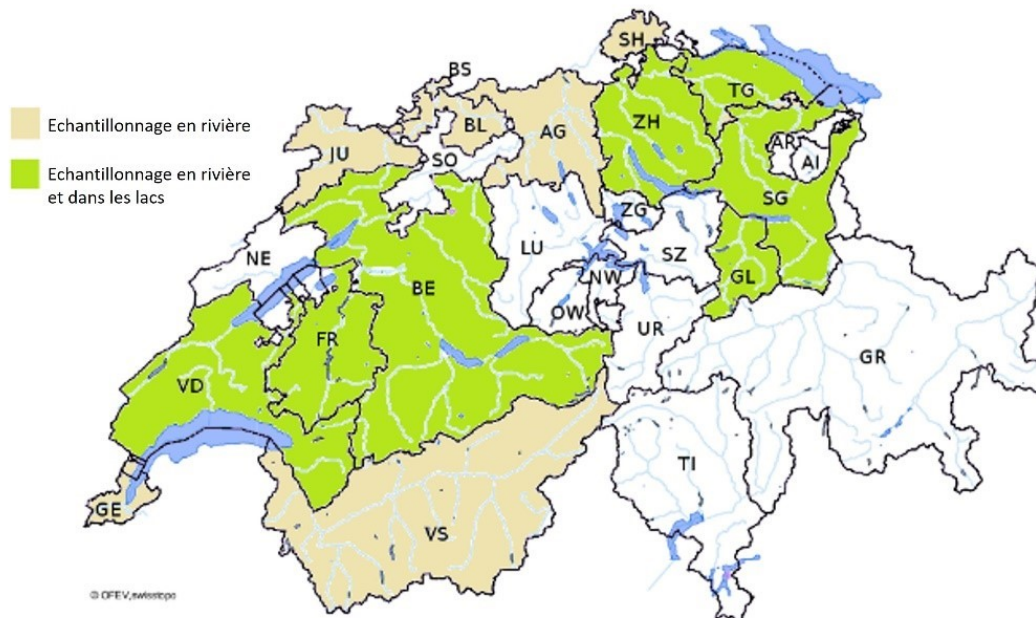 SH
BS
TG
Echantillonnage en rivière
BL
AG
ZH
JU
SO
AR
AI
Echantillonnage en rivière
et dans les lacs
SG
ZG
NE
LU
SZ
BE
NW
GL
OW
UR
FR
GR
VD
TI
GE
VS
© OFEV,swisstopo